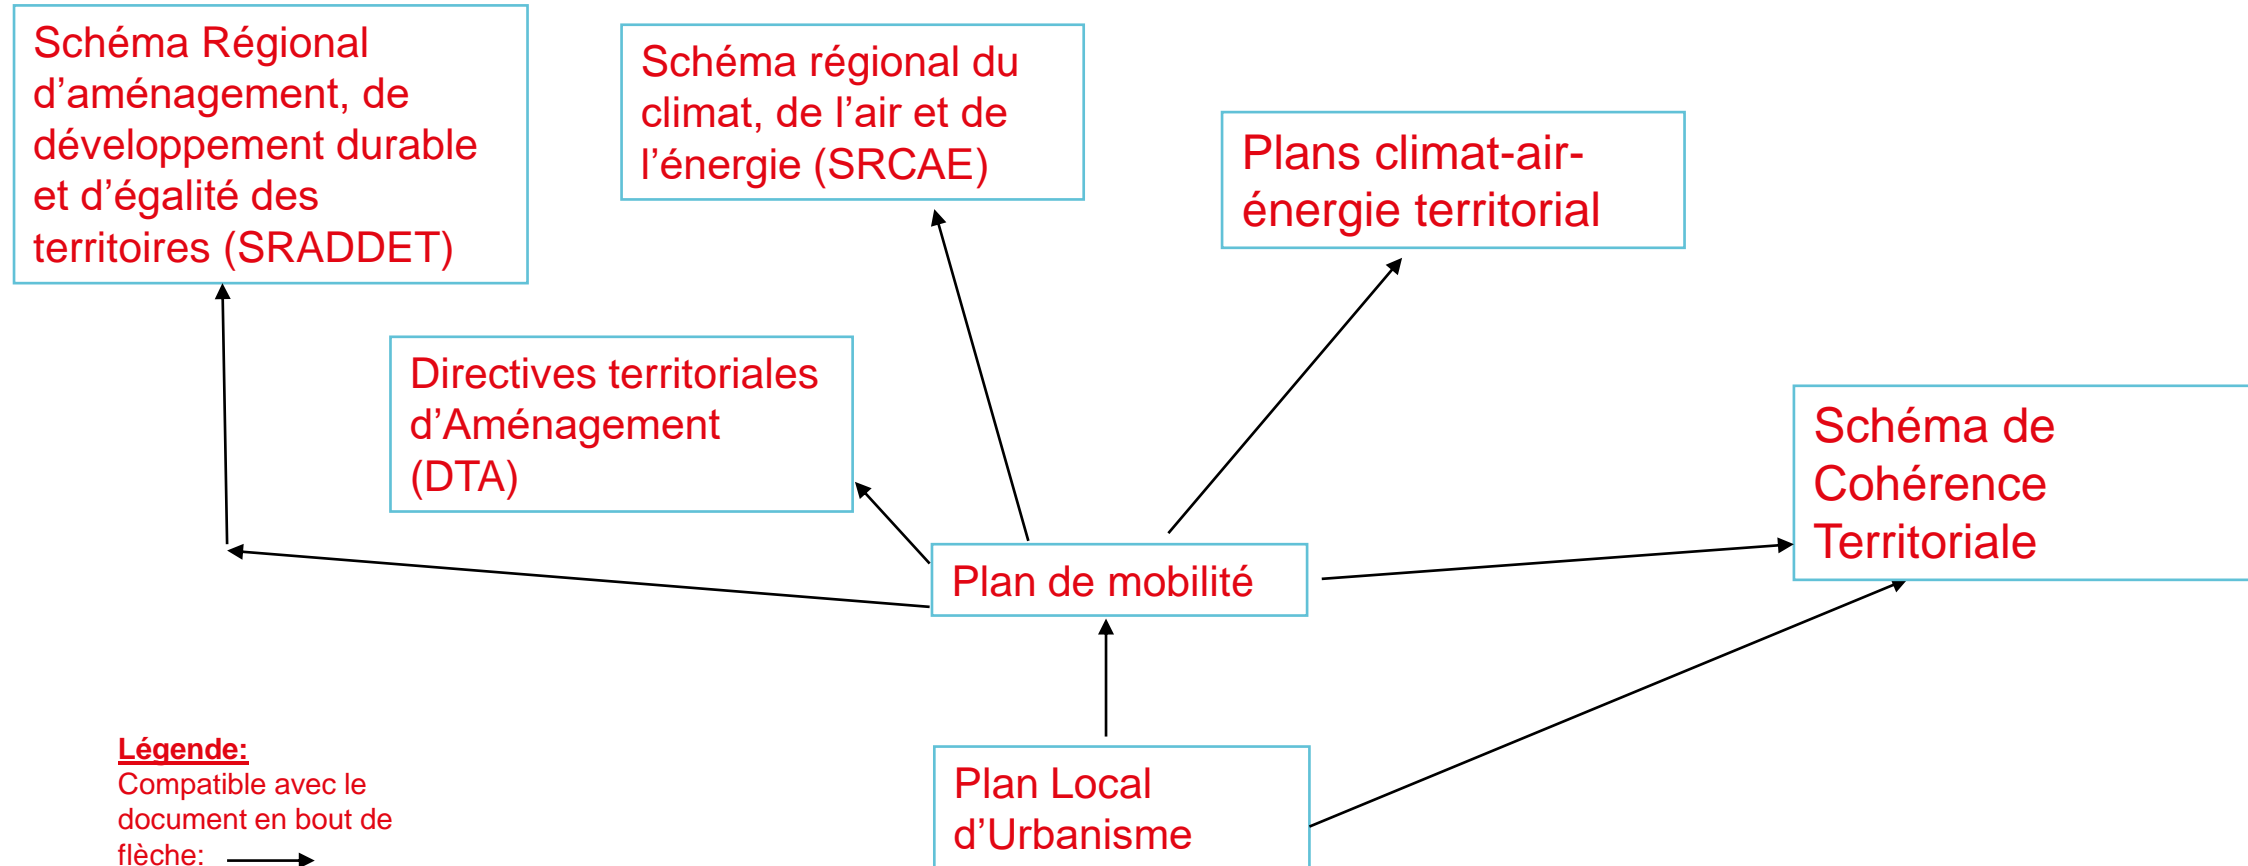 Schéma Régional
d’aménagement, de
développement durable
et d’égalité des
territoires (SRADDET)
Schéma régional du
climat, de l’air et de
l’énergie (SRCAE)
Plans climat-air-
énergie territorial
Directives territoriales
d’Aménagement
(DTA)
Schéma de
Cohérence
Territoriale
Plan de mobilité
Plan Local
d’Urbanisme
Légende:
Compatible avec le
document en bout de
flèche: